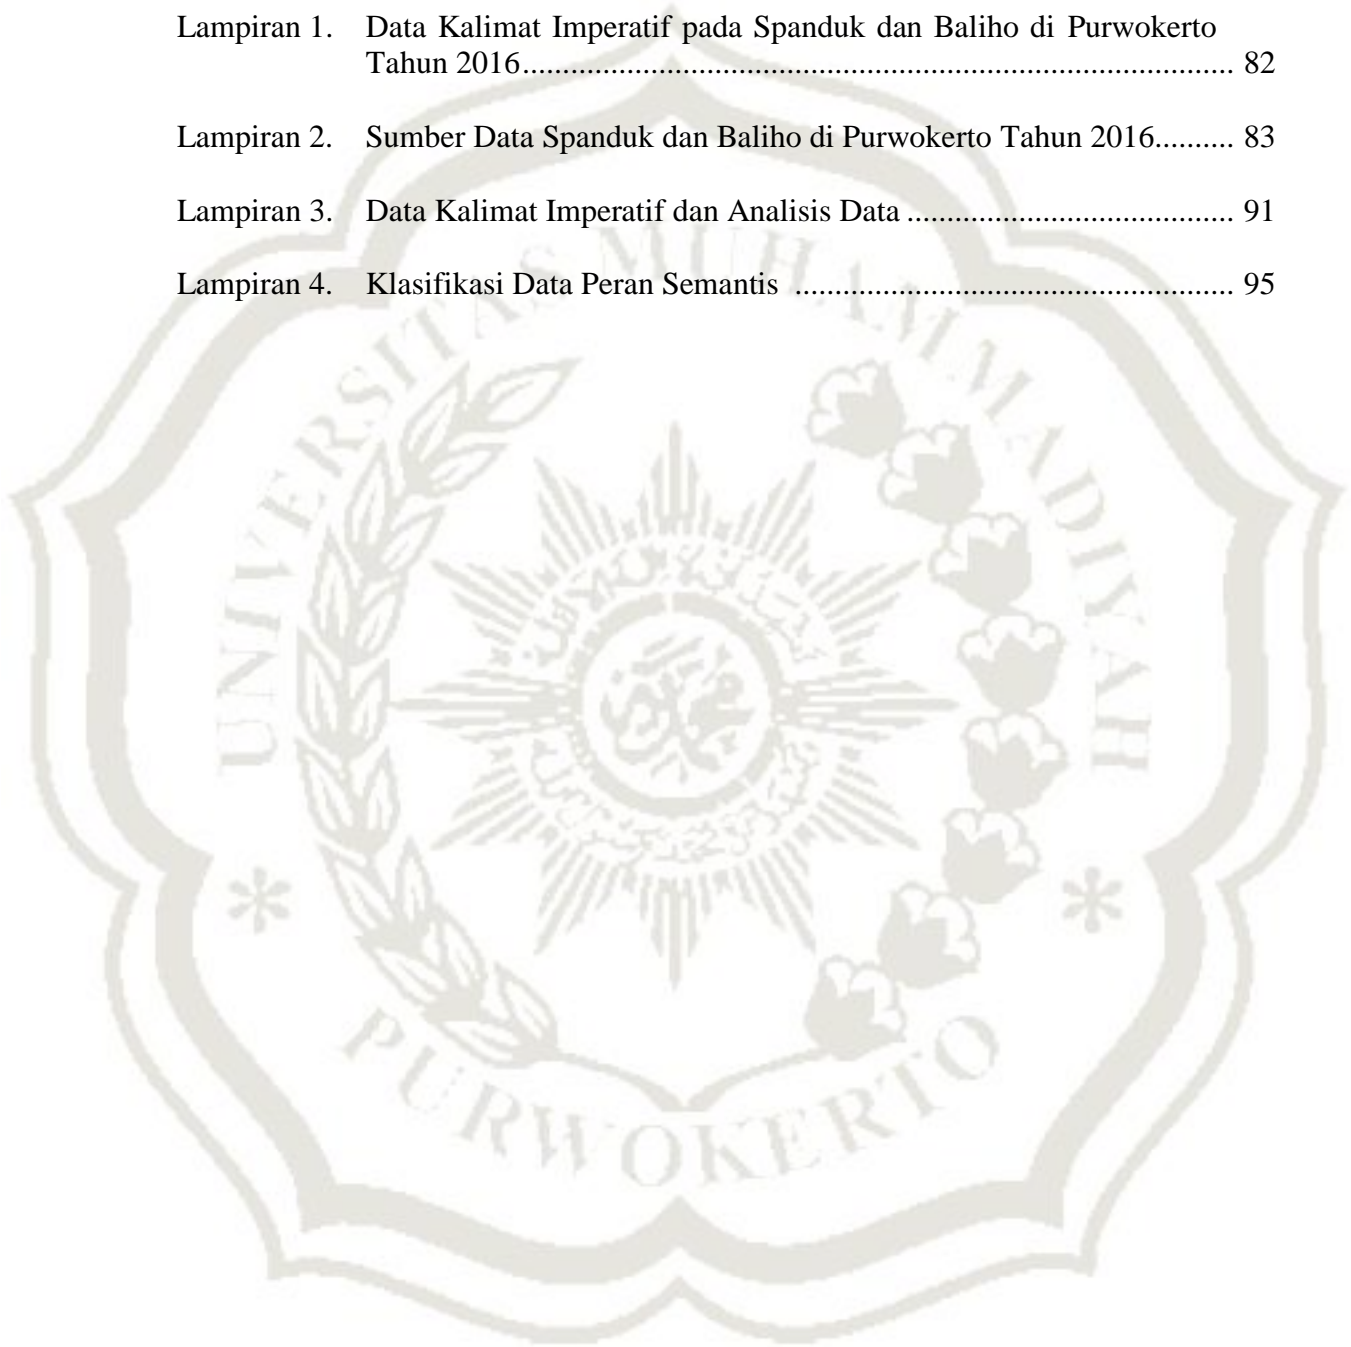 Lampiran 1. Data Kalimat Imperatif pada Spanduk dan Baliho di Purwokerto
Tahun 2016.......................................................................................... 82
Lampiran 2. Sumber Data Spanduk dan Baliho di Purwokerto Tahun 2016.......... 83
Lampiran 3. Data Kalimat Imperatif dan Analisis Data ......................................... 91
Lampiran 4. Klasifikasi Data Peran Semantis ....................................................... 95
UNIVERSITAS MUHAMMADIYAH
PURWOKERTO